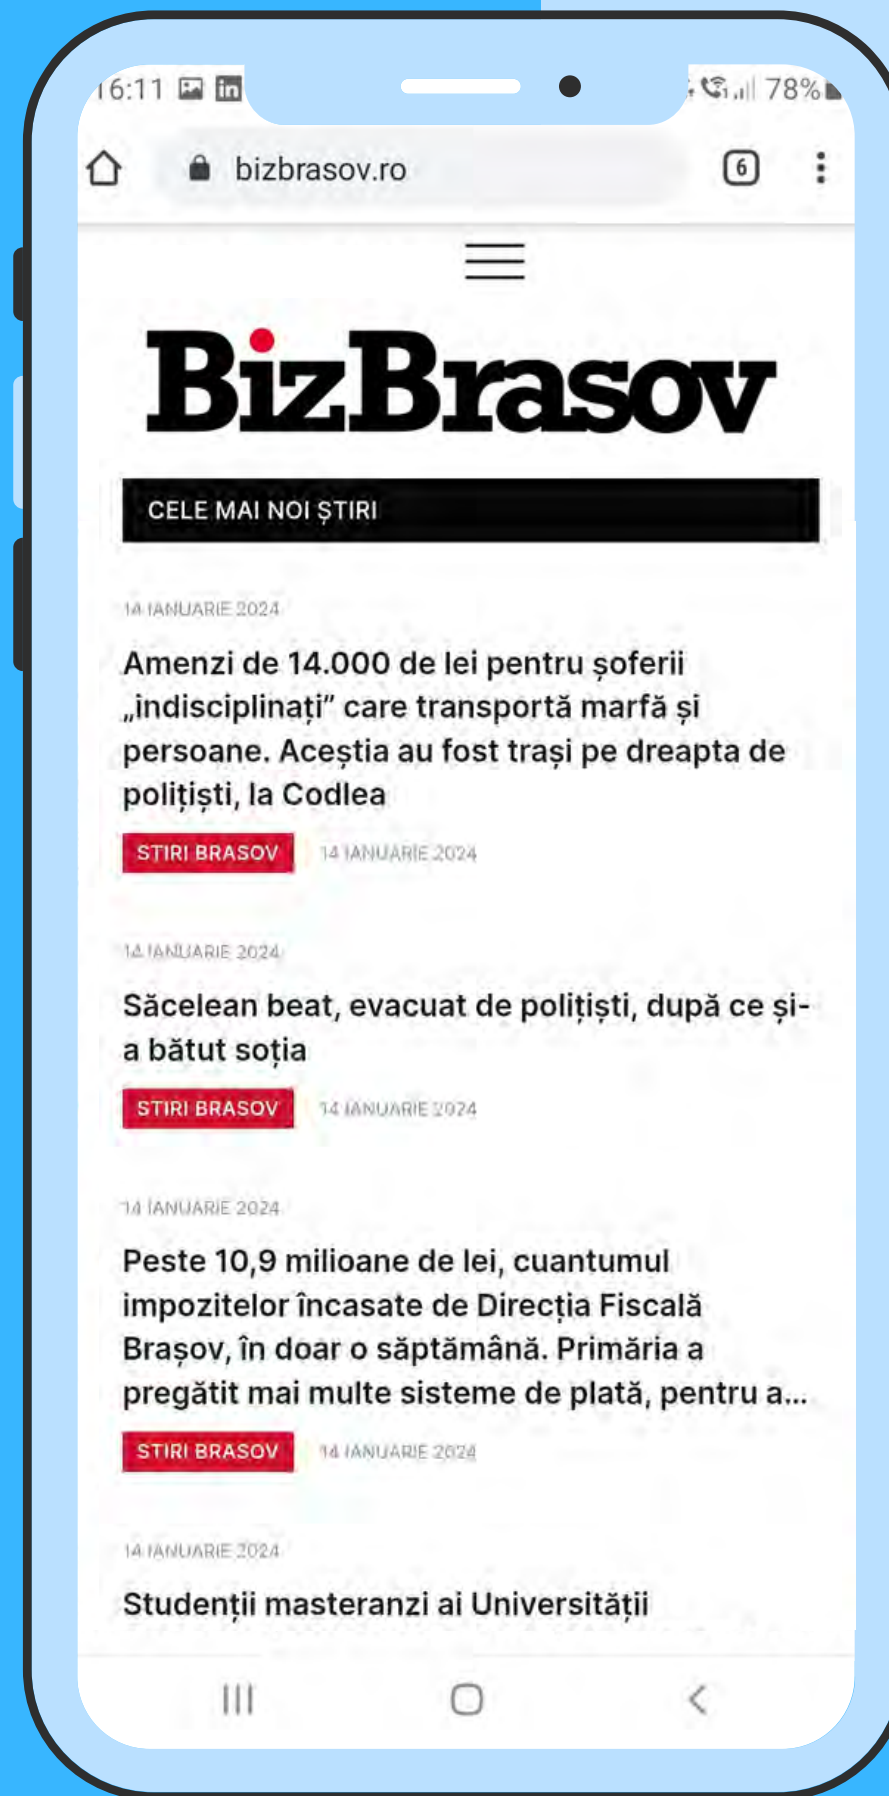 16:11 in 78%
bizbrasov.ro 6
BizBrasov
CELE MAI NOI ȘTIRI
14 IANUARIE 2024
Amenzi de 14.000 de lei pentru șoferii
„indisciplinați” care transportă marfă și
persoane. Aceștia au fost trași pe dreapta de
polițiști, la Codlea
STIRI BRASOV 14 IANUARIE 2024
14 IANUARIE 2024
Săcelean beat, evacuat de polițiști, după ce și-
a bătut soția
STIRI BRASOV 14 IANUARIE 2024
14 IANUARIE 2024
Peste 10,9 milioane de lei, cuantumul
impozitelor încasate de Direcția Fiscală
Brașov, în doar o săptămână. Primăria a
pregătit mai multe sisteme de plată, pentru a...
STIRI BRASOV 14 IANUARIE 2024
14 IANUARIE 2024
Studenții masteranzi ai Universității